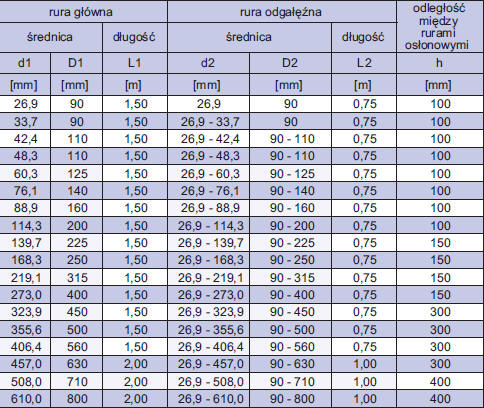 rura główna rura odgałęźna odległość między rurami osłonowymi
średnica długość średnica długość
d1 D1 L1 d2 D2 L2 h
[mm] [mm] [m] [mm] [mm] [m] [mm]
26,9 90 1,50 26,9 90 0,75 100
33,7 90 1,50 26,9 - 33,7 90 0,75 100
42,4 110 1,50 26,9 - 42,4 90 - 110 0,75 100
48,3 110 1,50 26,9 - 48,3 90 - 110 0,75 100
60,3 125 1,50 26,9 - 60,3 90 - 125 0,75 100
76,1 140 1,50 26,9 - 76,1 90 - 140 0,75 100
88,9 160 1,50 26,9 - 88,9 90 - 160 0,75 100
114,3 200 1,50 26,9 - 114,3 90 - 200 0,75 100
139,7 225 1,50 26,9 - 139,7 90 - 225 0,75 150
168,3 250 1,50 26,9 - 168,3 90 - 250 0,75 150
219,1 315 1,50 26,9 - 219,1 90 - 315 0,75 150
273,0 400 1,50 26,9 - 273,0 90 - 400 0,75 150
323,9 450 1,50 26,9 - 323,9 90 - 450 0,75 300
355,6 500 1,50 26,9 - 355,6 90 - 500 0,75 300
406,4 560 1,50 26,9 - 406,4 90 - 560 0,75 300
457,0 630 2,00 26,9 - 457,0 90 - 630 1,00 300
508,0 710 2,00 26,9 - 508,0 90 - 710 1,00 400
610,0 800 2,00 26,9 - 610,0 90 - 800 1,00 400